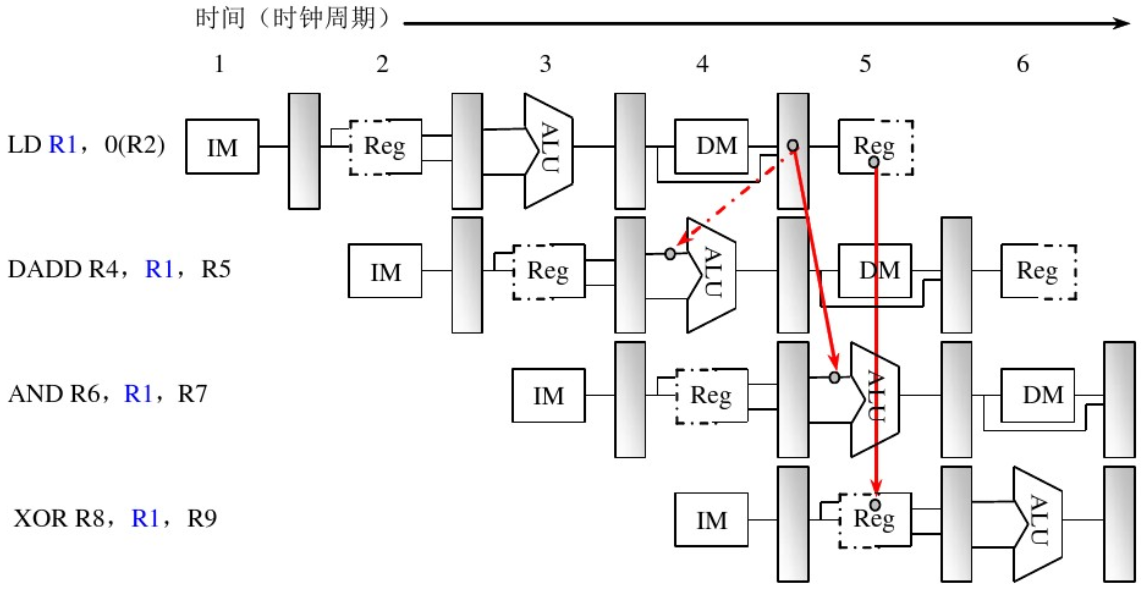 时间（时钟周期）
1 2 3 4 5 6
LD R1，0(R2) IM Reg ALU DM Reg
DADD R4，R1，R5 IM Reg ALU DM Reg
AND R6，R1，R7 IM Reg ALU DM
XOR R8，R1，R9 IM Reg ALU